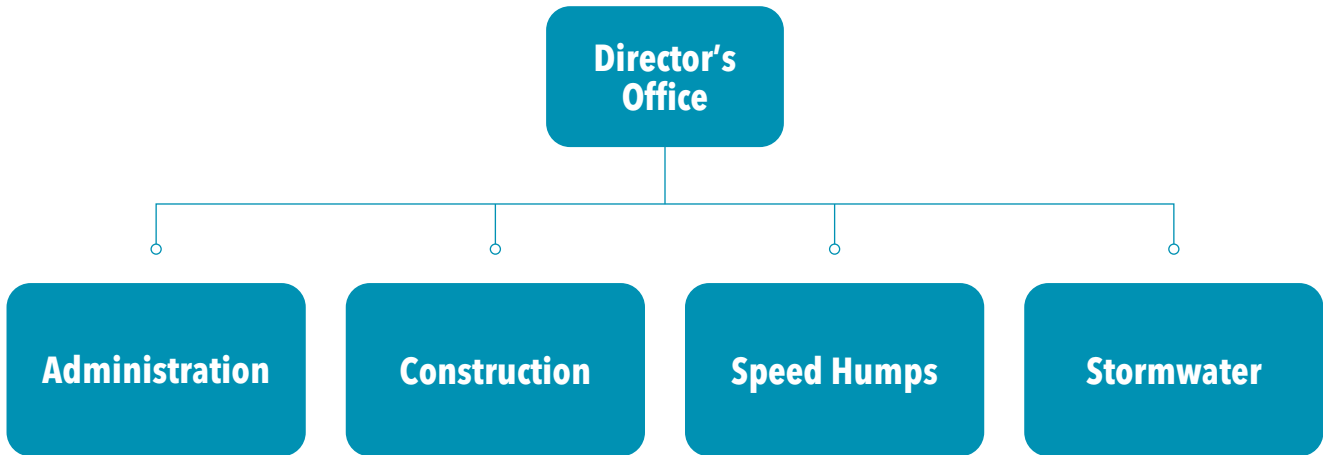 Director’s
Office
Administration
Construction
Speed Humps
Stormwater